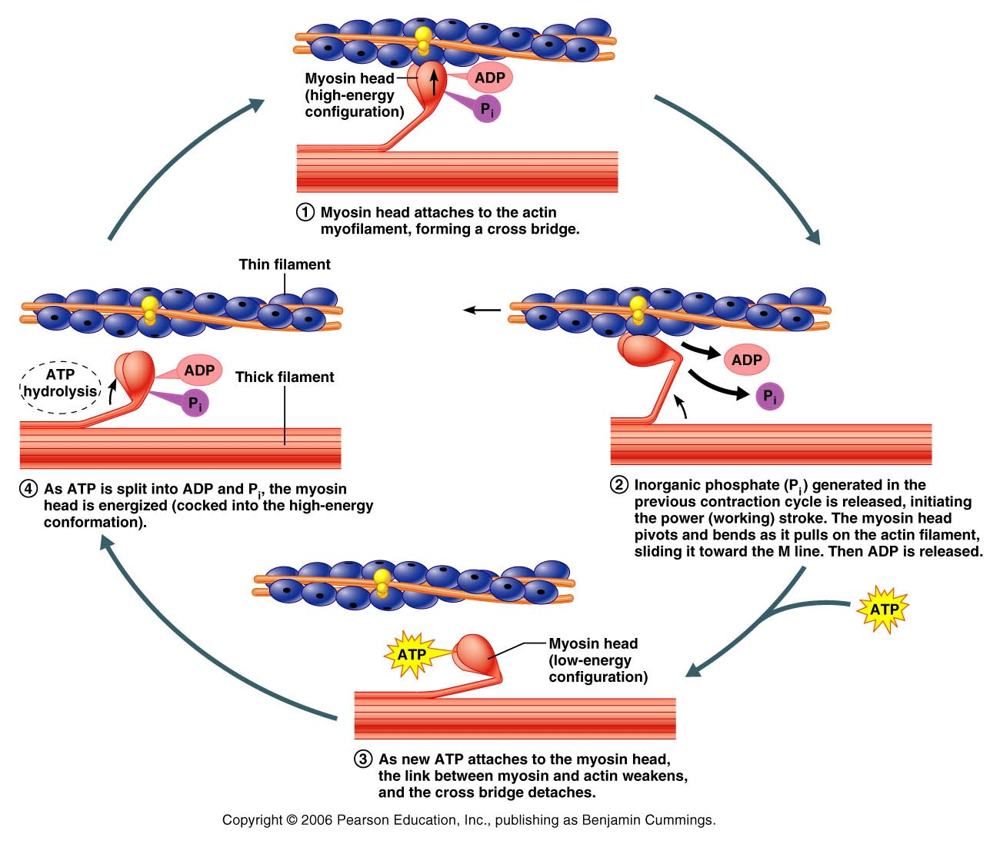 Myosin head
(high-energy
configuration)
ADP
Pi
① Myosin head attaches to the actin
myofilament, forming a cross bridge.
ADP
Pi
② Inorganic phosphate (Pi) generated in the
previous contraction cycle is released, initiating
the power (working) stroke. The myosin head
pivots and bends as it pulls on the actin filament,
sliding it toward the M line. Then ADP is released.
ATP
ATP
Myosin head
(low-energy
configuration)
③ As new ATP attaches to the myosin head,
the link between myosin and actin weakens,
and the cross bridge detaches.
Thin filament
ATP
hydrolysis
ADP
Pi
Thick filament
④ As ATP is split into ADP and Pi, the myosin
head is energized (cocked into the high-energy
conformation).
Copyright © 2006 Pearson Education, Inc., publishing as Benjamin Cummings.